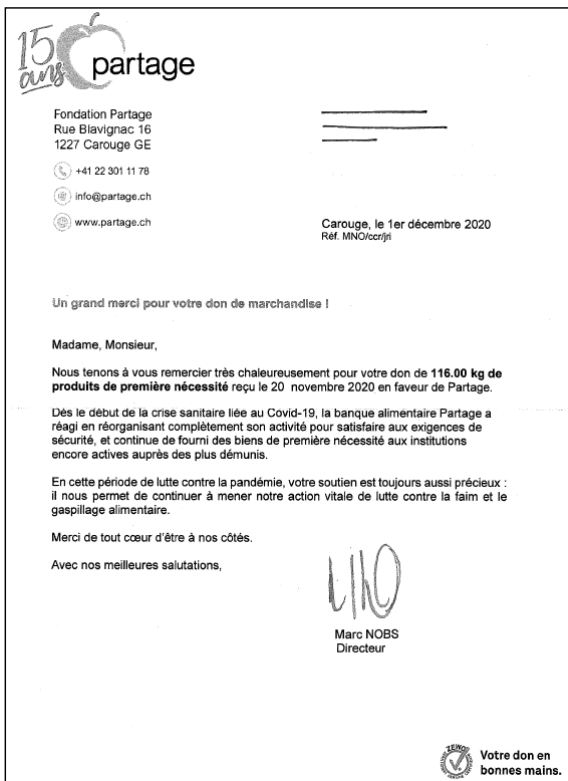 15
ans
partage
Fondation Partage
Rue Blavignac 16
1227 Carouge GE
+41 22 301 11 78
info@partage.ch
www.partage.ch
Carouge, le 1er décembre 2020
Réf. MNO/ccr/jri
Un grand merci pour votre don de marchandise !
Madame, Monsieur,
Nous tenons à vous remercier très chaleureusement pour votre don de 116.00 kg de
produits de première nécessité reçu le 20 novembre 2020 en faveur de Partage.
Dès le début de la crise sanitaire liée au Covid-19, la banque alimentaire Partage a
réagi en réorganisant complètement son activité pour satisfaire aux exigences de
sécurité, et continue de fourni des biens de première nécessité aux institutions
encore actives auprès des plus démunis.
En cette période de lutte contre la pandémie, votre soutien est toujours aussi précieux :
il nous permet de continuer à mener notre action vitale de lutte contre la faim et le
gaspillage alimentaire.
Merci de tout cœur d'être à nos côtés.
Avec nos meilleures salutations,
Marc NOBS
Directeur
ZEWO
Votre don en
bonnes mains.